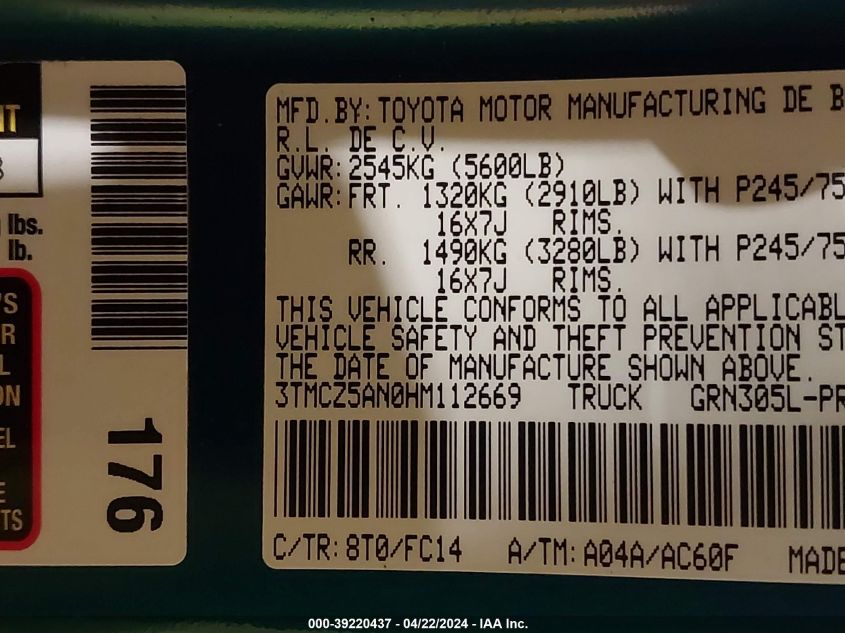 MFD.BY:TOYOTA MOTOR MANUFACTURING DE B
R.L. DE C.V.
GVWR:2545KG (5600LB)
GAWR:FRT. 1320KG (2910LB) WITH P245/75
16X7J RIMS.
RR. 1490KG (3280LB) WITH P245/75
16X7J RIMS.
THIS VEHICLE CONFORMS TO ALL APPLICABL
VEHICLE SAFETY AND THEFT PREVENTION ST
THE DATE OF MANUFACTURE SHOWN ABOVE.
3TMCZ5AN0HM112669 TRUCK GRN305L-PR
C/TR:8T0/FC14 A/TM:A04A/AC60F MADE
lbs.
lb.
'S
R
L
ON
EL
E
TS
176
000-39220437 - 04/22/2024 - IAA Inc.